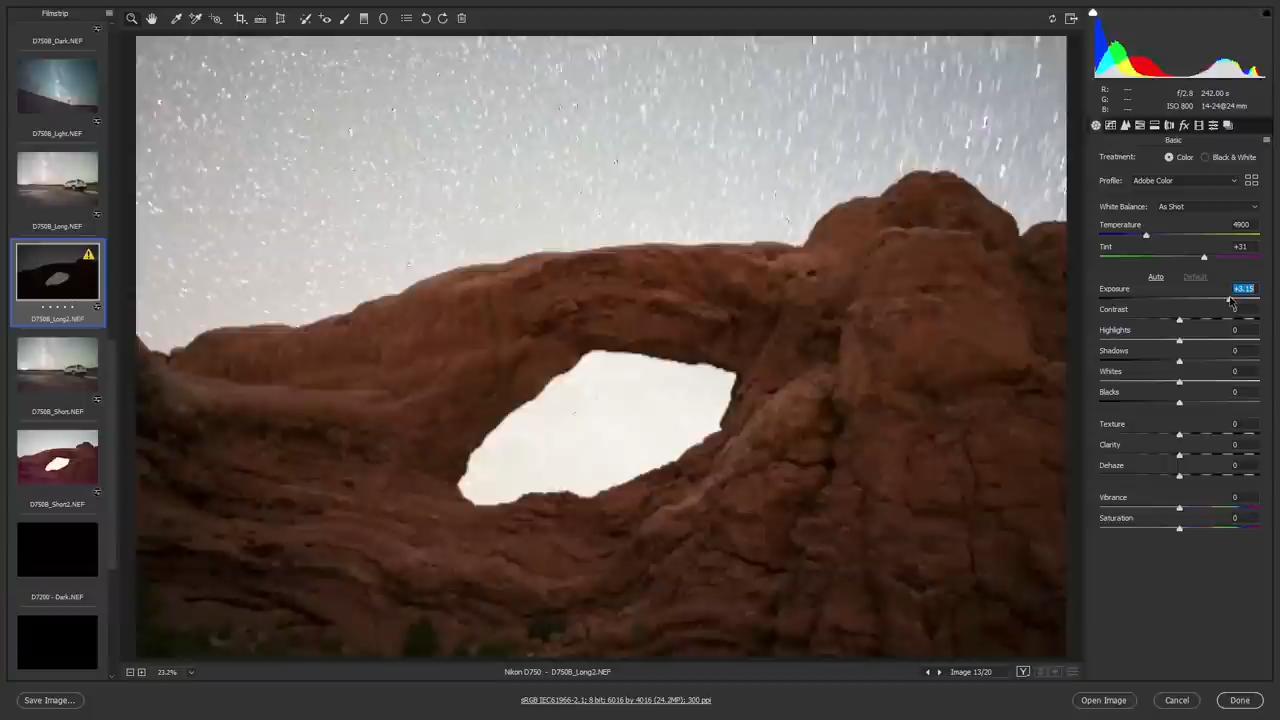 Filmstrip
D750B_Dark.NEF
D750B_Light.NEF
D750B_Long.NEF
D750B_Long2.NEF
D750B_Short.NEF
D750B_Short2.NEF
D7200 - Dark.NEF
Save Image...
23.2%
Nikon D750 - D750B_Long2.NEF
Image 13/20
Y
sRGB IEC61966-2.1; 8 bit; 6016 by 4016 (24.2MP); 300 ppi
R: ---
G: ---
B: ---
f/2.8 242.00 s
ISO 800 14-24@24 mm
fx
Basic
Treatment: Color Black & White
Profile: Adobe Color
White Balance: As Shot
Temperature 4900
Tint +31
Auto Default
Exposure +3.15
Contrast 0
Highlights 0
Shadows 0
Whites 0
Blacks 0
Texture 0
Clarity 0
Dehaze 0
Vibrance 0
Saturation 0
Open Image Cancel Done